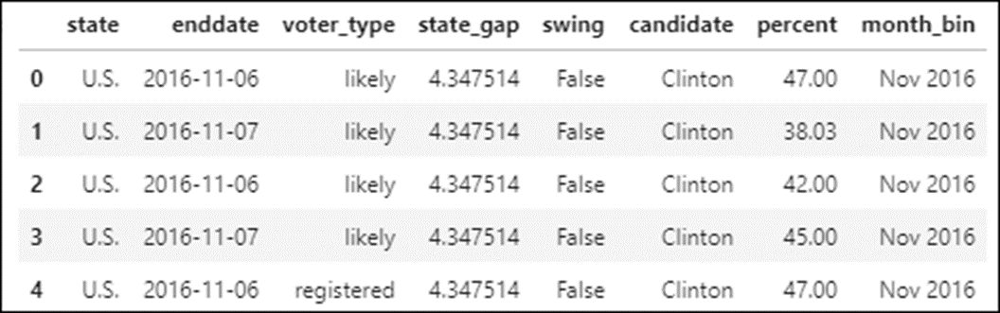 state enddate voter_type state_gap swing candidate percent month_bin
0 U.S. 2016-11-06 likely 4.347514 False Clinton 47.00 Nov 2016
1 U.S. 2016-11-07 likely 4.347514 False Clinton 38.03 Nov 2016
2 U.S. 2016-11-06 likely 4.347514 False Clinton 42.00 Nov 2016
3 U.S. 2016-11-07 likely 4.347514 False Clinton 45.00 Nov 2016
4 U.S. 2016-11-06 registered 4.347514 False Clinton 47.00 Nov 2016